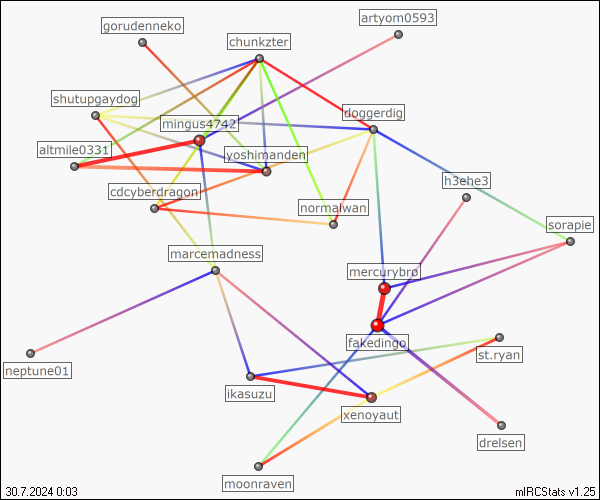 artyom0593
gorudenneko
chunkzter
shutupgaydog
doggerdig
mingus4742
altmile0331
yoshimanden
h3ehe3
cdcyberdragon
normalwan
sorapie
marcemadness
mercurybro
fakedingo
st.ryan
neptune01
ikasuzu
xenoyaut
drelsen
moonraven
30.7.2024 0:03
mIRCStats v1.25